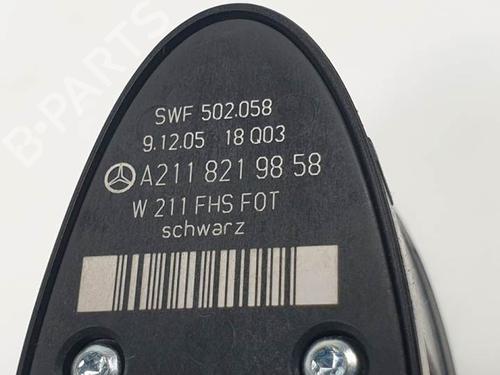 B-PARTS
SWF 502.058
9.12.05 18 Q03
A211 821 98 58
W 211 FHS FOT
schwarz